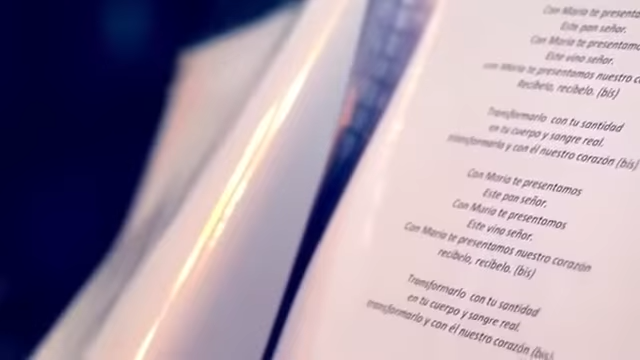 Con María te presenta
Este pan señor.
Con María te presentamo
Este vino señor.
con María te presentamos nuestro c
Recíbelo, recíbelo. (bis)
Transformarlo con tu santidad
en tu cuerpo y sangre real.
transformarlo y con él nuestro corazón (bis)
Con María te presentamos
Este pan señor.
Con María te presentamos
Este vino señor.
Con María te presentamos nuestro corazón
recíbelo, recíbelo. (bis)
Transformarlo con tu santidad
en tu cuerpo y sangre real.
transformarlo y con él nuestro corazón (bis)